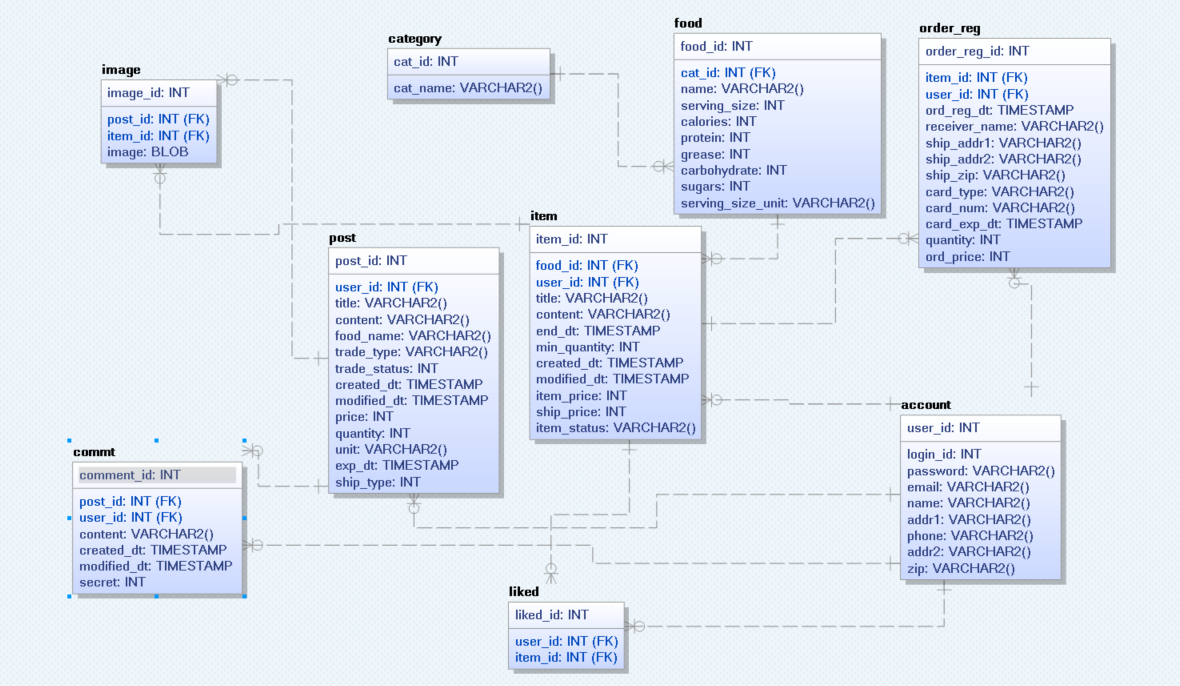 image
image_id: INT
post_id: INT (FK)
item_id: INT (FK)
image: BLOB
category
cat_id: INT
cat_name: VARCHAR2()
food
food_id: INT
cat_id: INT (FK)
name: VARCHAR2()
serving_size: INT
calories: INT
protein: INT
grease: INT
carbohydrate: INT
sugars: INT
serving_size_unit: VARCHAR2()
order_reg
order_reg_id: INT
item_id: INT (FK)
user_id: INT (FK)
ord_reg_dt: TIMESTAMP
receiver_name: VARCHAR2()
ship_addr1: VARCHAR2()
ship_addr2: VARCHAR2()
ship_zip: VARCHAR2()
card_type: VARCHAR2()
card_num: VARCHAR2()
card_exp_dt: TIMESTAMP
quantity: INT
ord_price: INT
post
post_id: INT
user_id: INT (FK)
title: VARCHAR2()
content: VARCHAR2()
food_name: VARCHAR2()
trade_type: VARCHAR2()
trade_status: INT
created_dt: TIMESTAMP
modified_dt: TIMESTAMP
price: INT
quantity: INT
unit: VARCHAR2()
exp_dt: TIMESTAMP
ship_type: INT
item
item_id: INT
food_id: INT (FK)
user_id: INT (FK)
title: VARCHAR2()
content: VARCHAR2()
end_dt: TIMESTAMP
min_quantity: INT
created_dt: TIMESTAMP
modified_dt: TIMESTAMP
item_price: INT
ship_price: INT
item_status: VARCHAR2()
account
user_id: INT
login_id: INT
password: VARCHAR2()
email: VARCHAR2()
name: VARCHAR2()
addr1: VARCHAR2()
phone: VARCHAR2()
addr2: VARCHAR2()
zip: VARCHAR2()
commt
comment_id: INT
post_id: INT (FK)
user_id: INT (FK)
content: VARCHAR2()
created_dt: TIMESTAMP
modified_dt: TIMESTAMP
secret: INT
liked
liked_id: INT
user_id: INT (FK)
item_id: INT (FK)